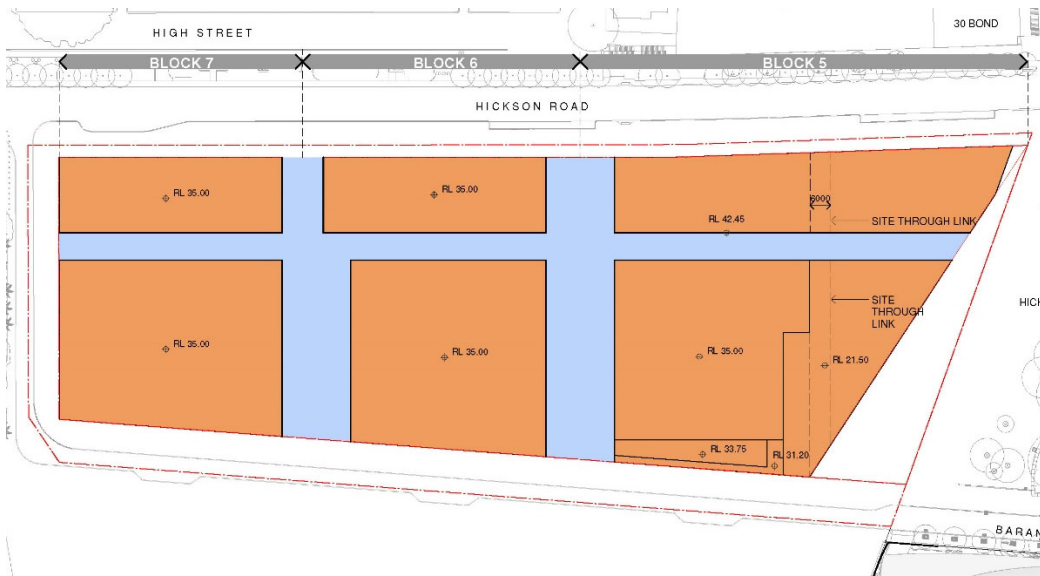 HIGH STREET
30 BOND
BLOCK 7
BLOCK 6
BLOCK 5
HICKSON ROAD
RL 35.00
RL 35.00
6000
RL 42.45
SITE THROUGH LINK
SITE
THROUGH
LINK
HICK
RL 35.00
RL 35.00
RL 35.00
RL 21.50
RL 33.75
RL 31.20
BARAN